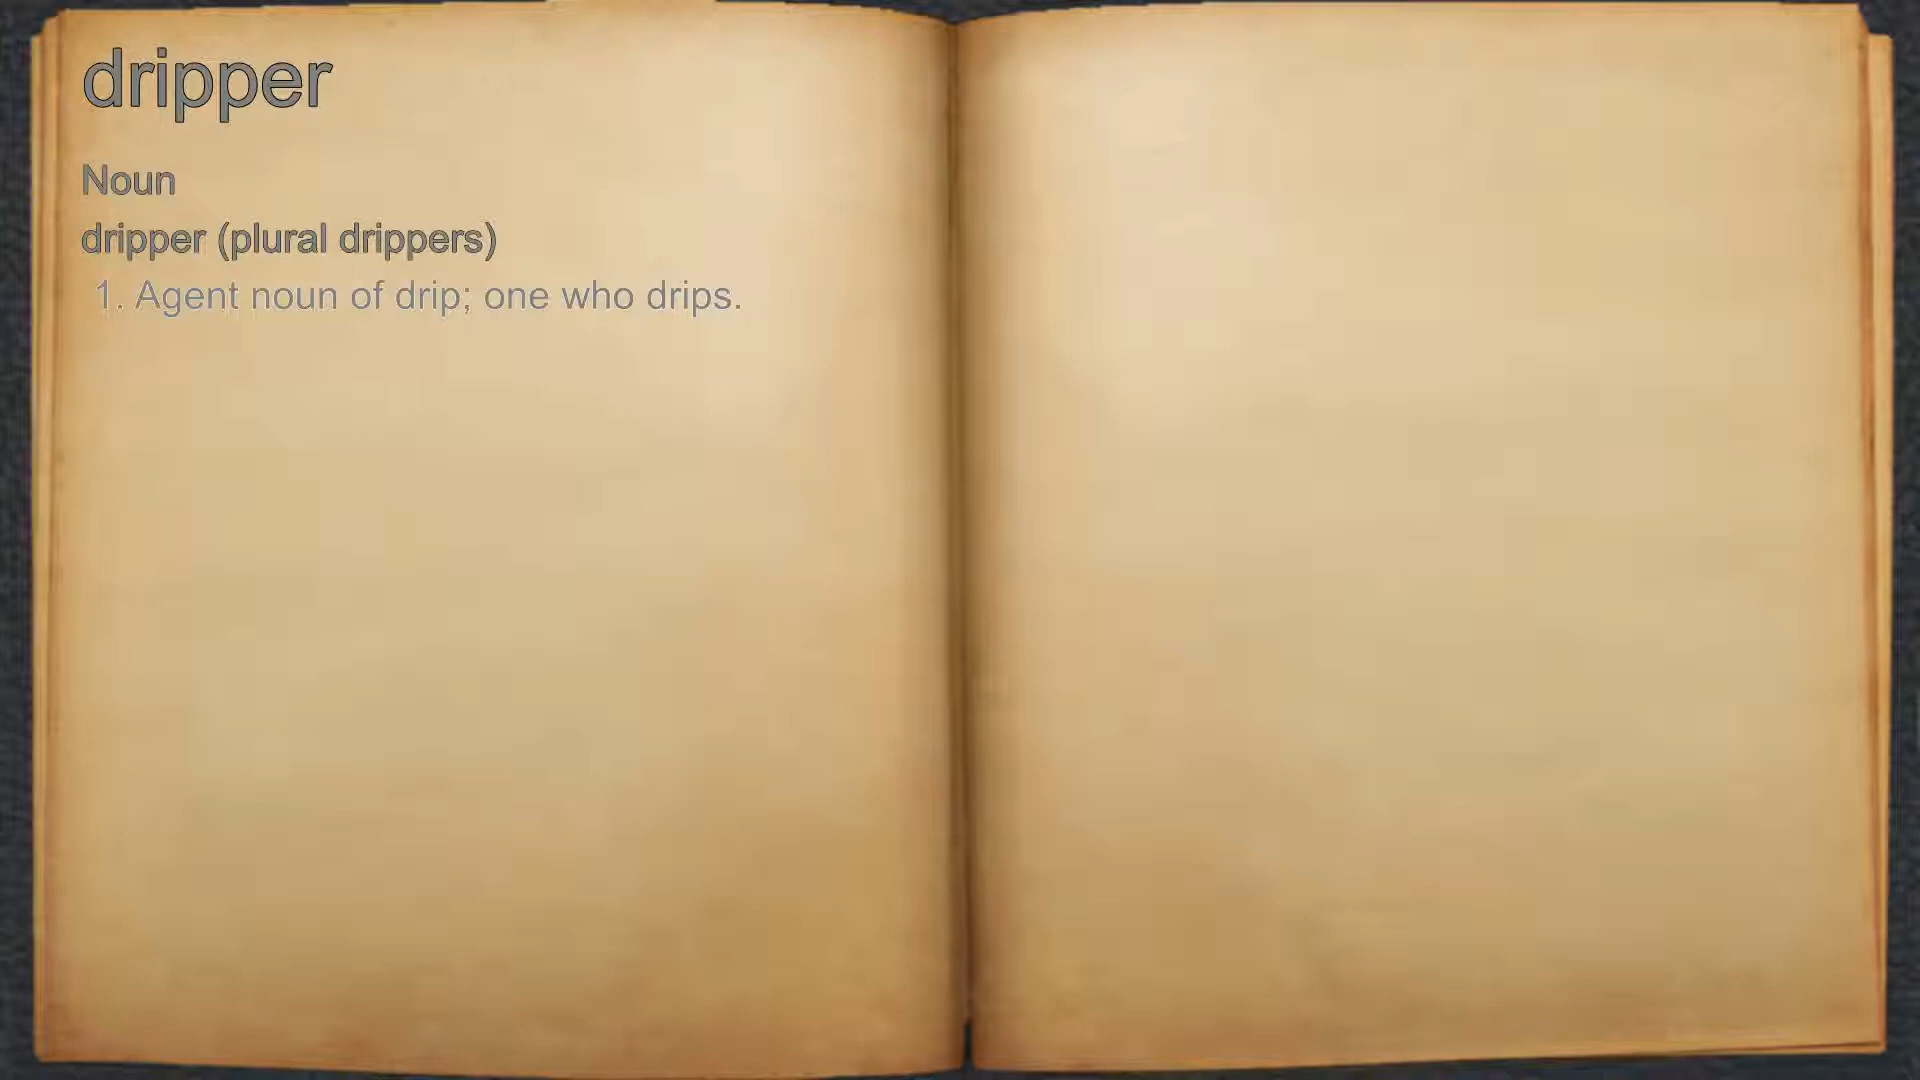 dripper
Noun
dripper (plural drippers)
1. Agent noun of drip; one who drips.